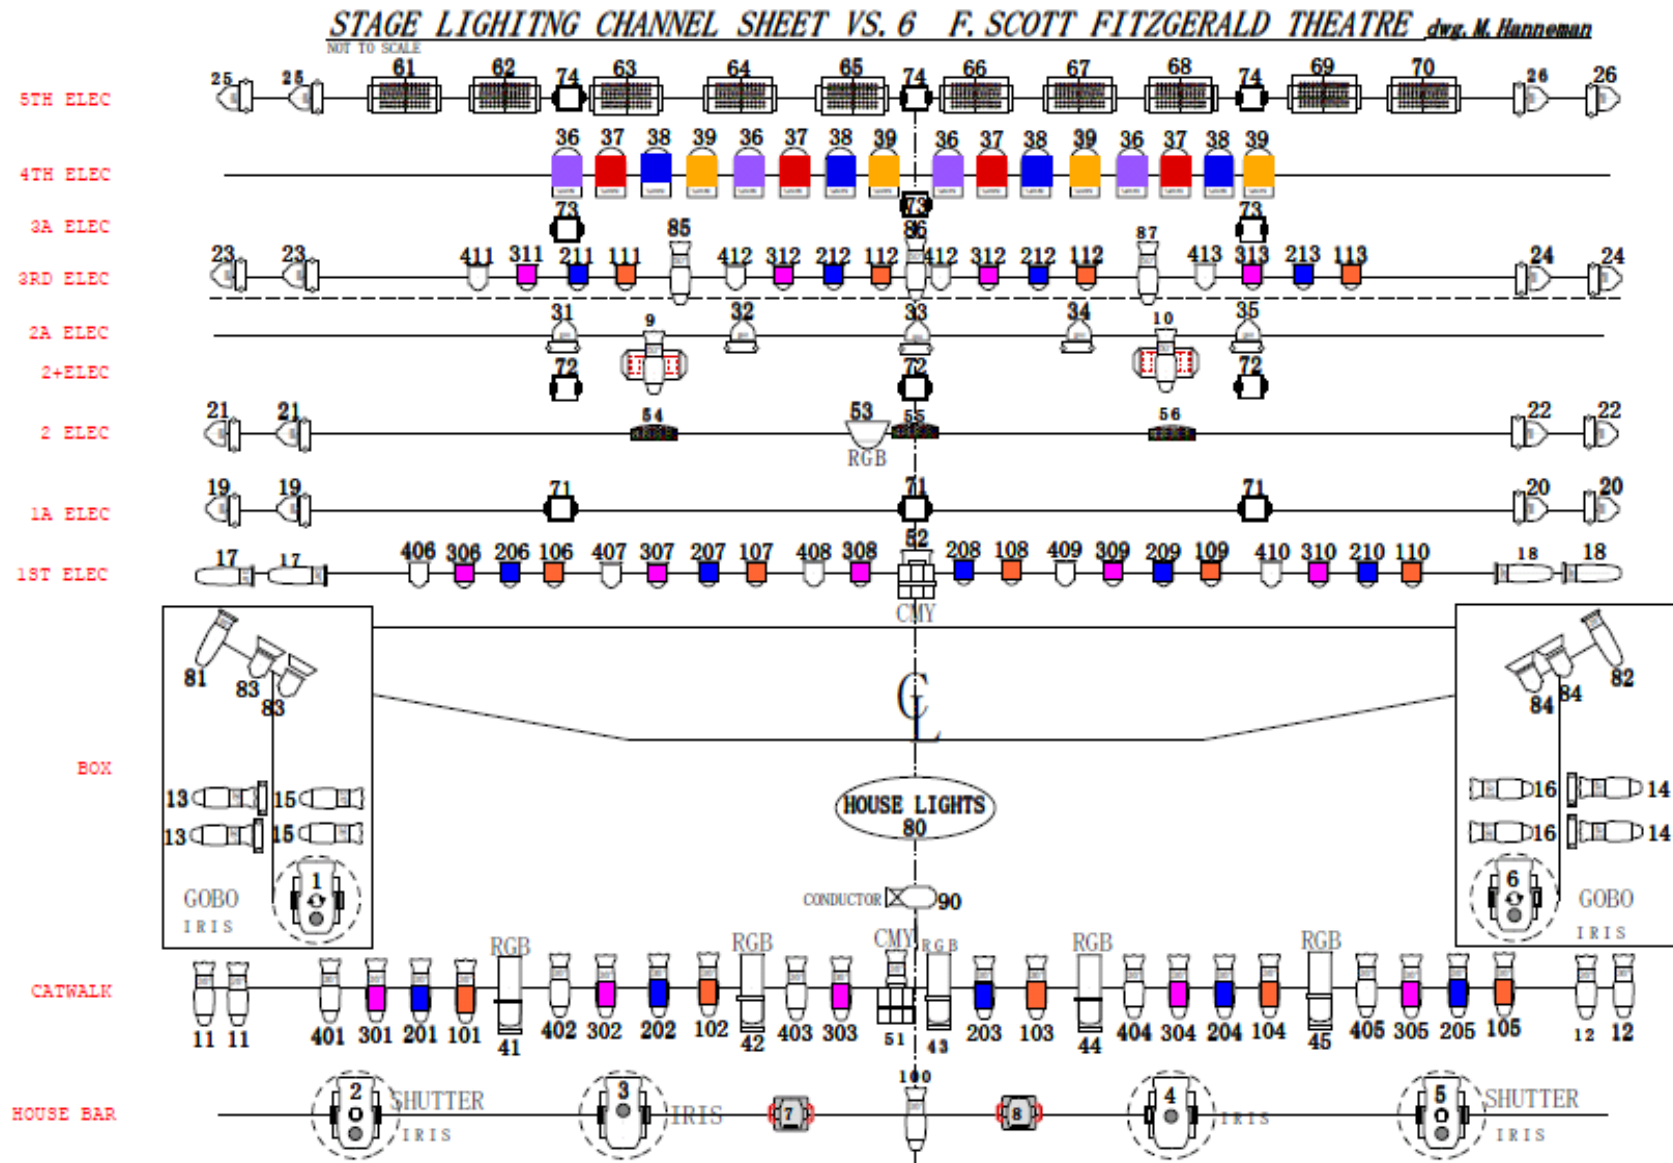 STAGE LIGHITNG CHANNEL SHEET VS.6 F.SCOTT FITZGERALD THEATRE dwg.M.Hanneman
NOT TO SCALE
5TH ELEC 25 25 61 62 74 63 64 65 74 66 67 68 74 69 70 26 26
4TH ELEC 36 37 38 39 36 37 38 39 36 37 38 39 36 37 38 39
3A ELEC 73 73 73
3RD ELEC 23 23 411 311 211 111 85 412 312 212 112 86 412 312 212 112 87 413 313 213 113 24 24
2A ELEC 31 9 32 33 34 10 35
2+ELEC 72 72 72
2 ELEC 21 21 54 53 55 56 22 22
RGB
1A ELEC 19 19 71 71 71 20 20
1ST ELEC 17 17 406 306 206 106 407 307 207 107 408 308 52 208 108 409 309 209 109 410 310 210 110 18 18
CMY
81 83 83 84 84 82
CL
BOX
13 15 16 14
HOUSE LIGHTS
80
13 15 16 14
1 6
GOBO GOBO
IRIS IRIS
CONDUCTOR 90
RGB RGB CMY RGB RGB RGB
CATWALK
11 11 401 301 201 101 41 402 302 202 102 42 403 303 51 43 203 103 44 404 304 204 104 45 405 305 205 105 12 12
100
HOUSE BAR 2 SHUTTER 3 IRIS 7 8 4 IRIS 5 SHUTTER
IRIS IRIS